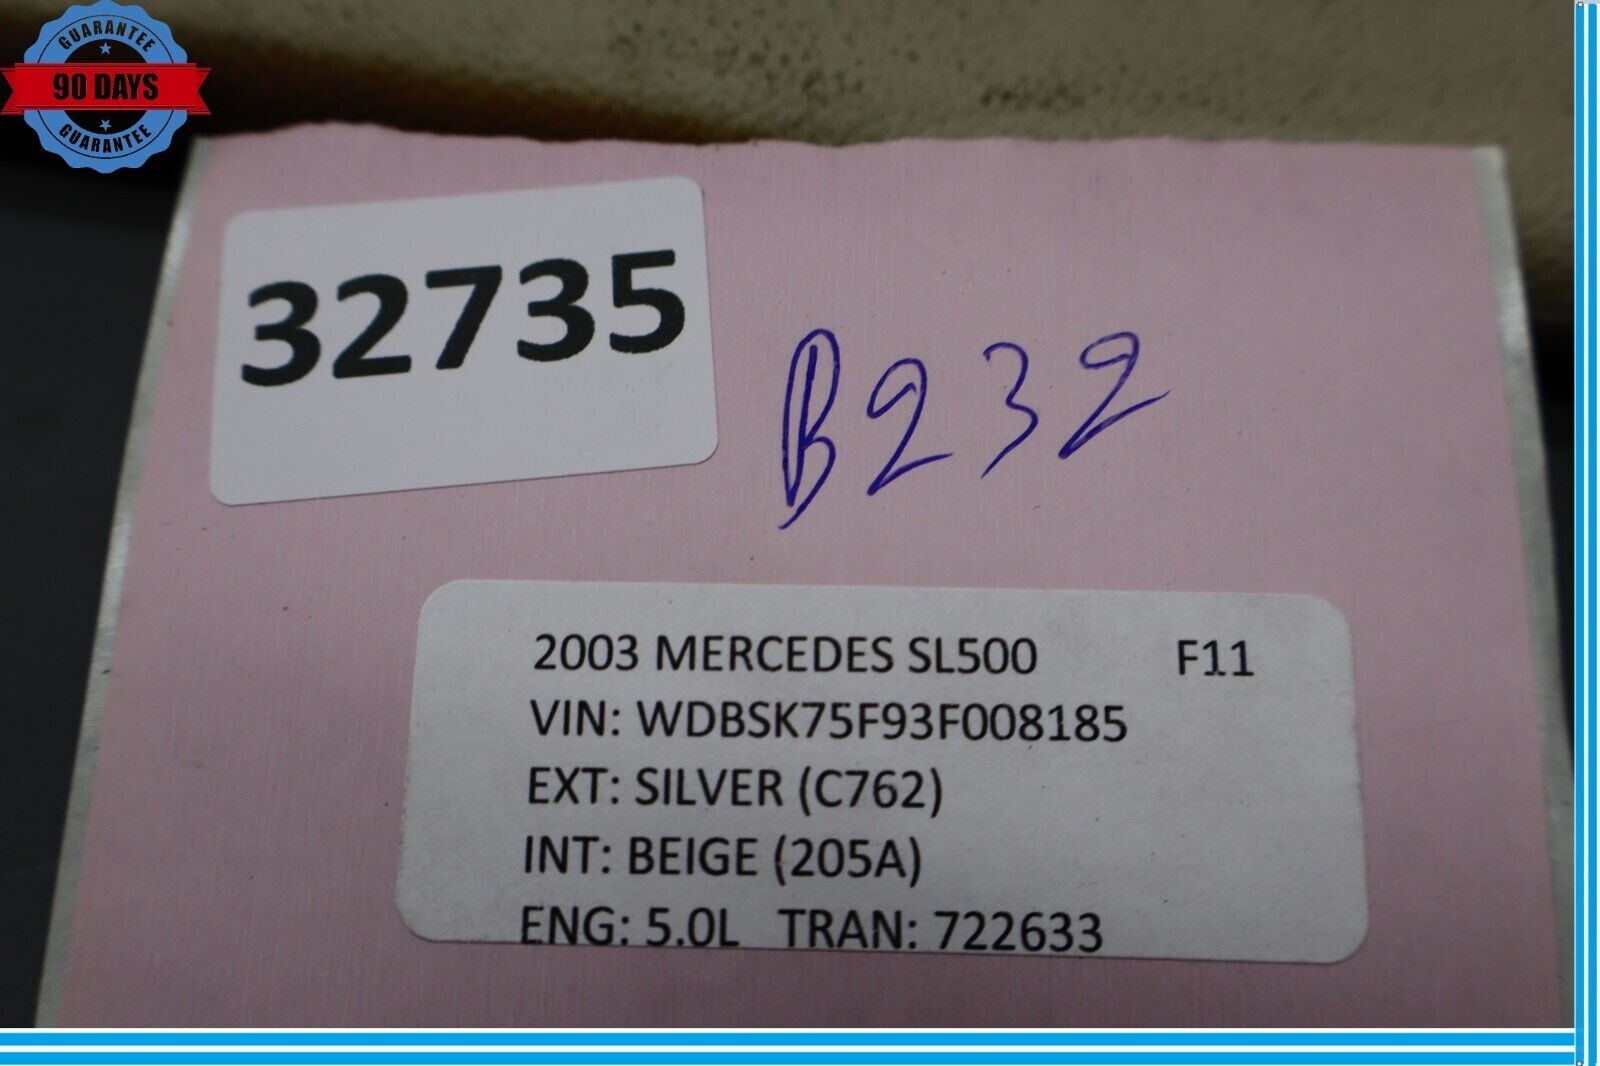 GUARANTEE
90 DAYS
GUARANTEE
32735
B232
2003 MERCEDES SL500 F11
VIN: WDBSK75F93F008185
EXT: SILVER (C762)
INT: BEIGE (205A)
ENG: 5.0L TRAN: 722633